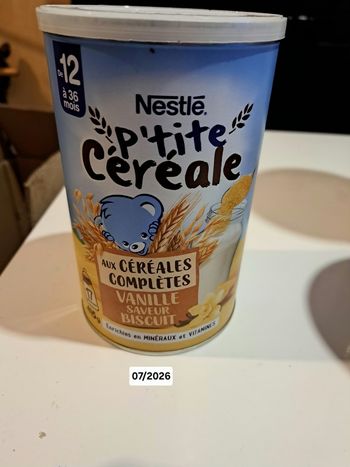 DE 12
à 36
mois
Nestlé
P'tite
Céréale
AUX CÉRÉALES
COMPLÈTES
VANILLE
SAVEUR
BISCUIT
ENRICHIES EN MINÉRAUX ET VITAMINES
07/2026